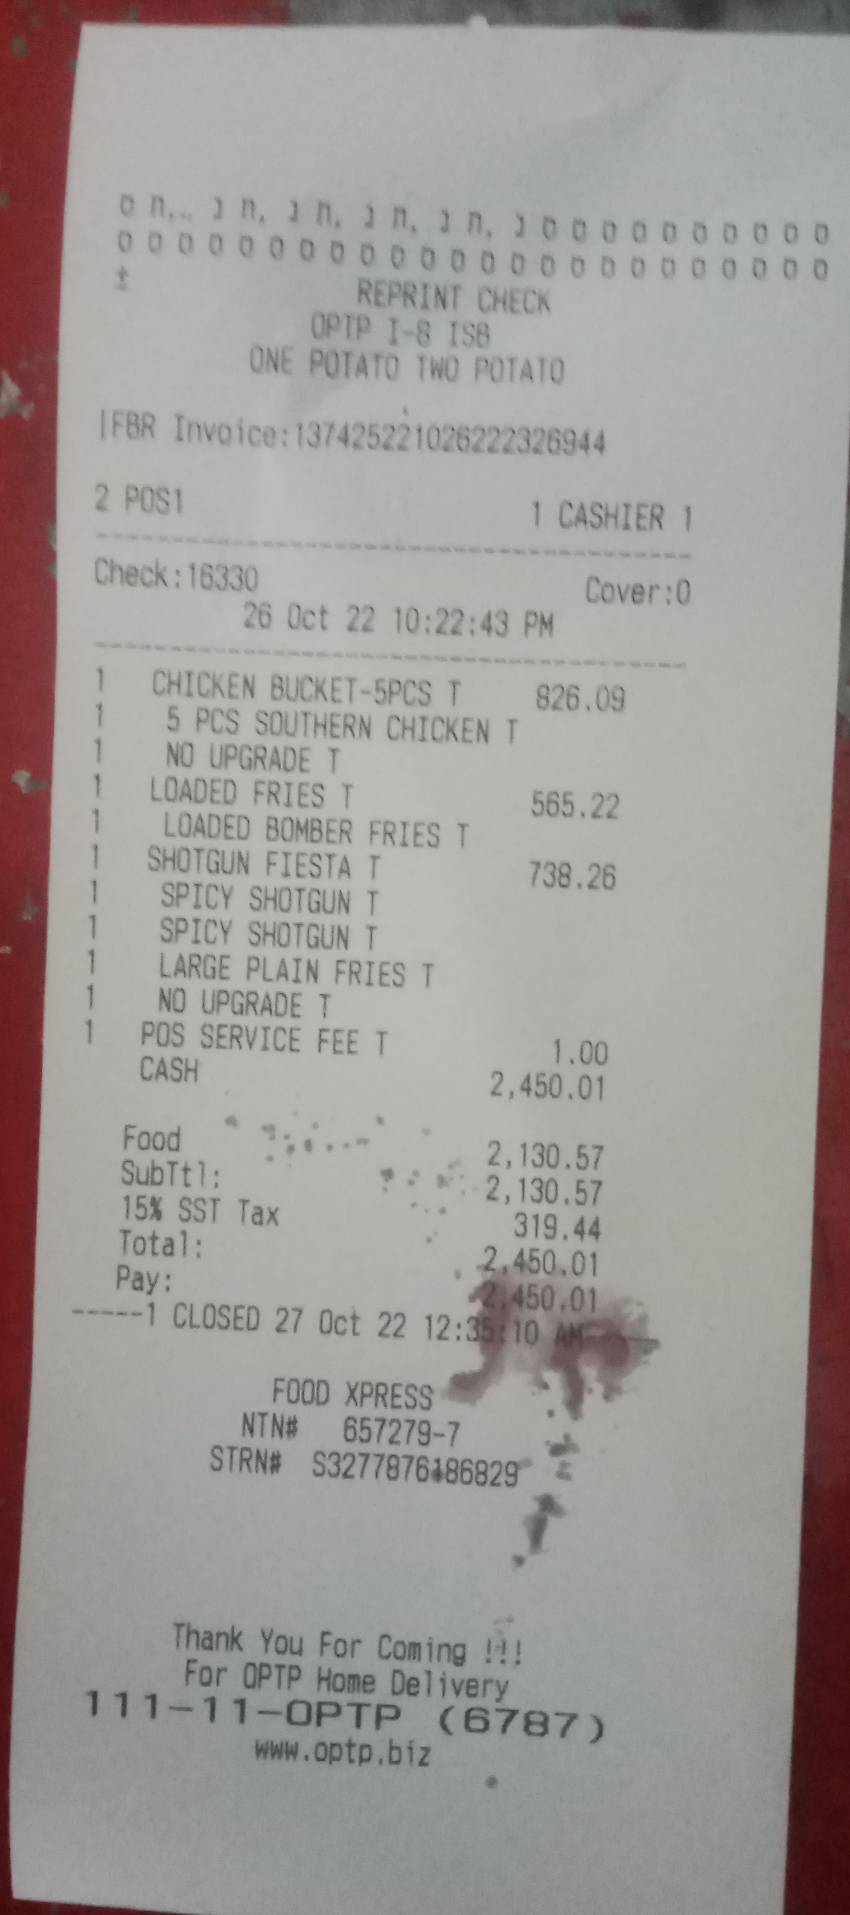 REPRINT CHECK
OPTP I-8 ISB
ONE POTATO TWO POTATO
|FBR Invoice:137425221026222326944
2 POS1 1 CASHIER 1
Check:16330 Cover:0
26 Oct 22 10:22:43 PM
1 CHICKEN BUCKET-5PCS T 826.09
1 5 PCS SOUTHERN CHICKEN T
1 NO UPGRADE T
1 LOADED FRIES T 565.22
1 LOADED BOMBER FRIES T
1 SHOTGUN FIESTA T 738.26
1 SPICY SHOTGUN T
1 SPICY SHOTGUN T
1 LARGE PLAIN FRIES T
1 NO UPGRADE T
1 POS SERVICE FEE T 1.00
CASH 2,450.01
Food 2,130.57
SubTtl: 2,130.57
15% SST Tax 319.44
Total: 2,450.01
Pay: 2,450.01
-----1 CLOSED 27 Oct 22 12:35:10 AM-----
FOOD XPRESS
NTN# 657279-7
STRN# S3277876186829
Thank You For Coming !!!
For OPTP Home Delivery
111-11-OPTP (6787)
www.optp.biz